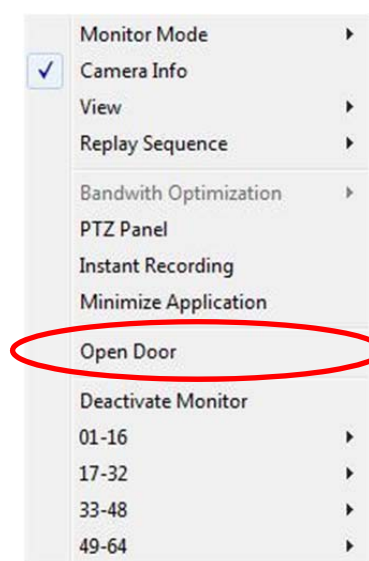 Monitor Mode
Camera Info
View
Replay Sequence
Bandwith Optimization
PTZ Panel
Instant Recording
Minimize Application
Open Door
Deactivate Monitor
01-16
17-32
33-48
49-64